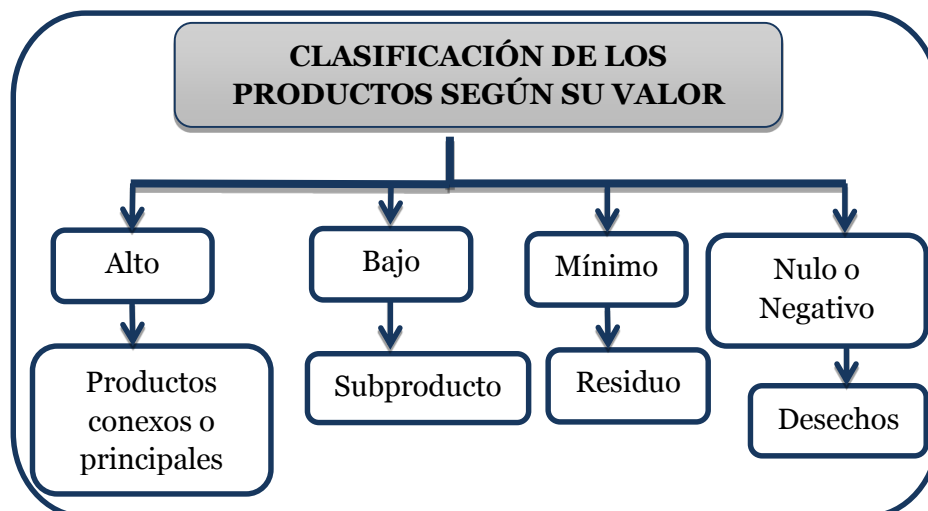 CLASIFICACIÓN DE LOS
PRODUCTOS SEGÚN SU VALOR
Alto
Bajo
Mínimo
Nulo o
Negativo
Productos
conexos o
principales
Subproducto
Residuo
Desechos